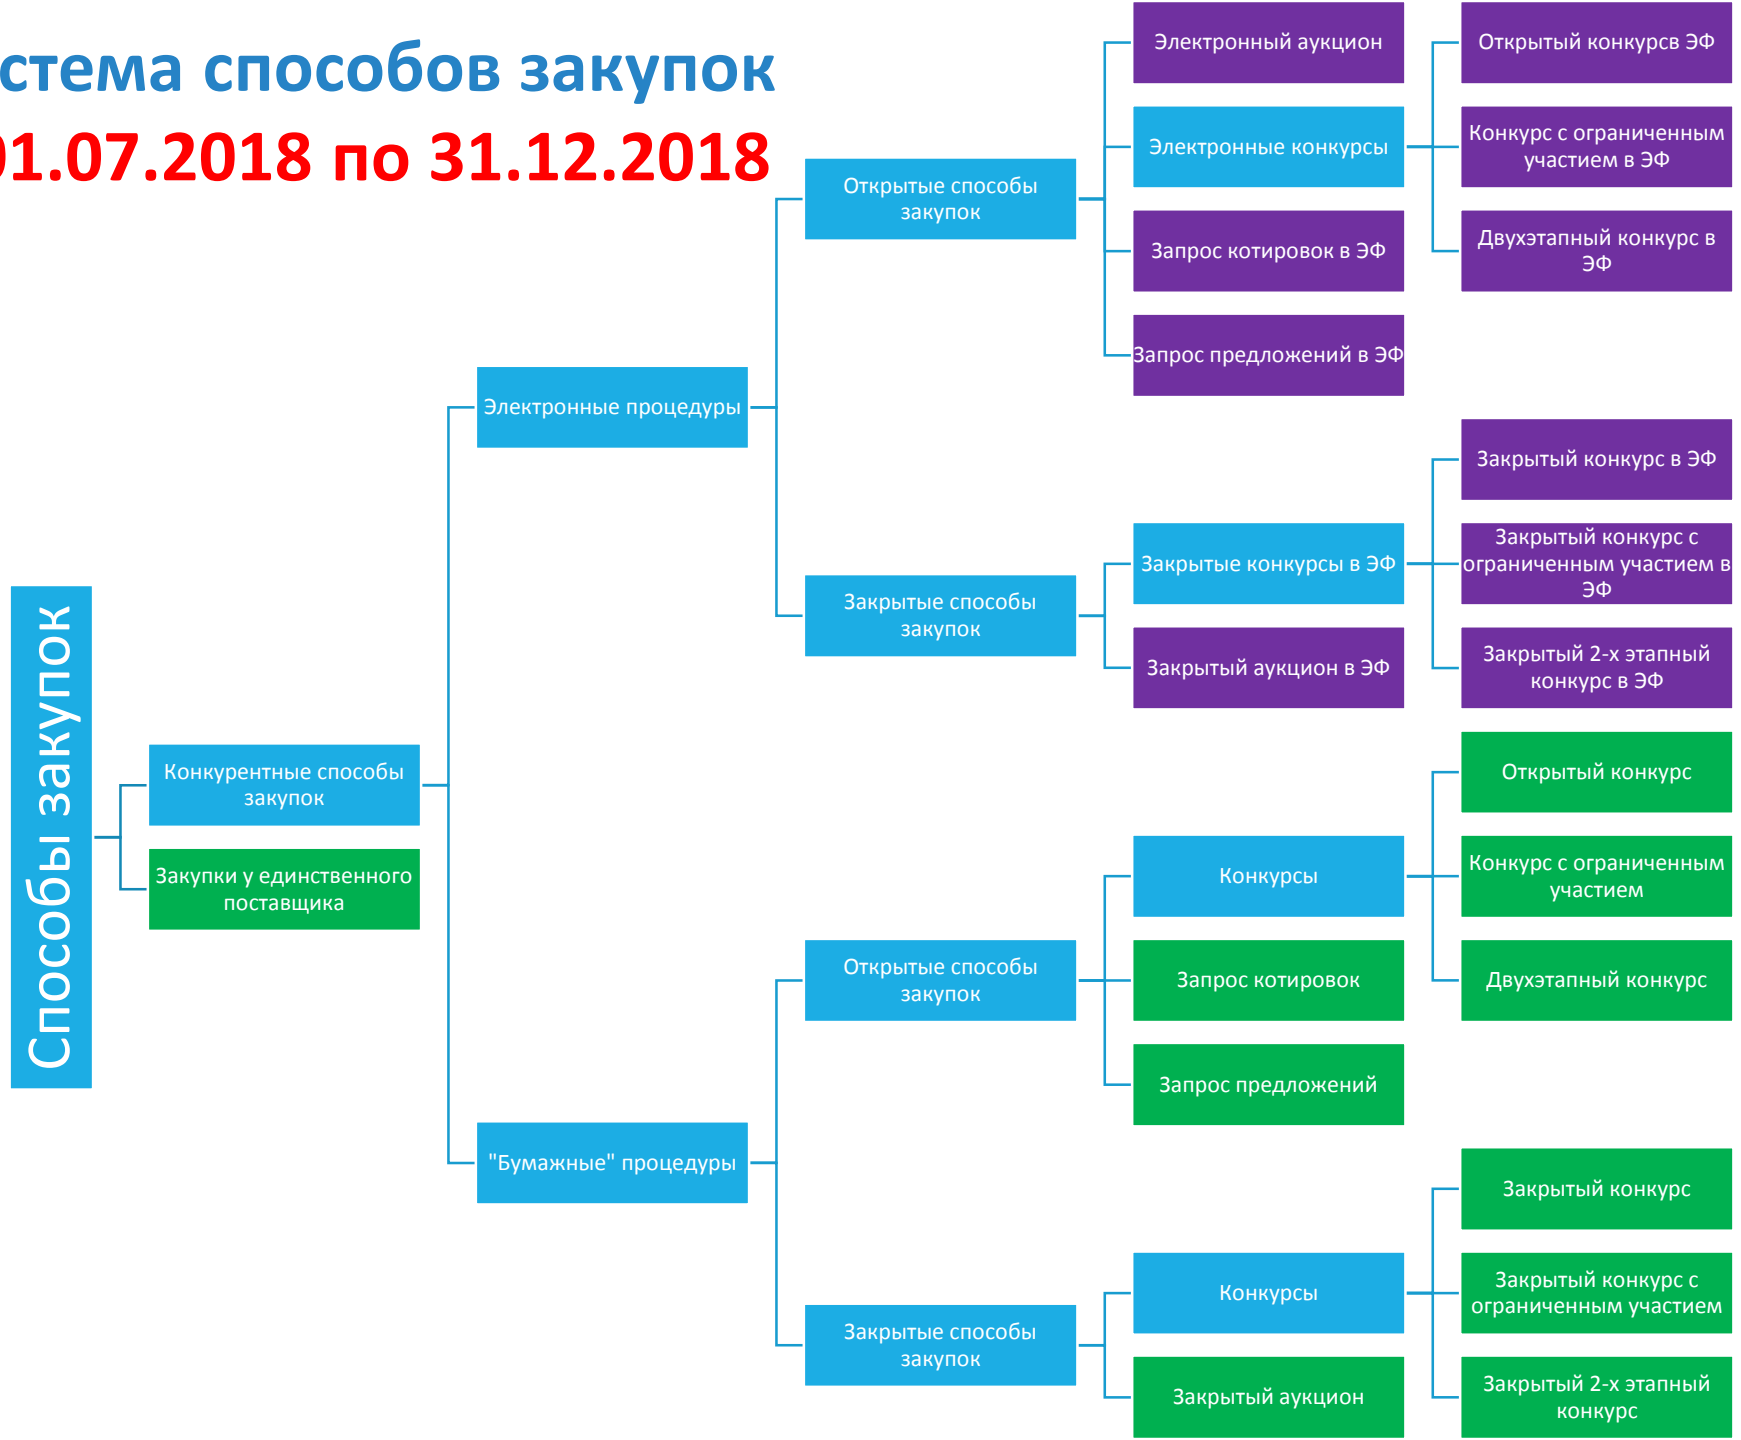 стема способов закупок
01.07.2018 по 31.12.2018
Способы закупок
Конкурентные способы
закупок
Закупки у единственного
поставщика
Электронные процедуры
"Бумажные" процедуры
Открытые способы
закупок
Закрытые способы
закупок
Открытые способы
закупок
Закрытые способы
закупок
Электронный аукцион
Электронные конкурсы
Запрос котировок в ЭФ
Запрос предложений в ЭФ
Закрытые конкурсы в ЭФ
Закрытый аукцион в ЭФ
Конкурсы
Запрос котировок
Запрос предложений
Конкурсы
Закрытый аукцион
Открытый конкурсв ЭФ
Конкурс с ограниченным
участием в ЭФ
Двухэтапный конкурс в
ЭФ
Закрытый конкурс в ЭФ
Закрытый конкурс с
ограниченным участием в
ЭФ
Закрытый 2-х этапный
конкурс в ЭФ
Открытый конкурс
Конкурс с ограниченным
участием
Двухэтапный конкурс
Закрытый конкурс
Закрытый конкурс с
ограниченным участием
Закрытый 2-х этапный
конкурс